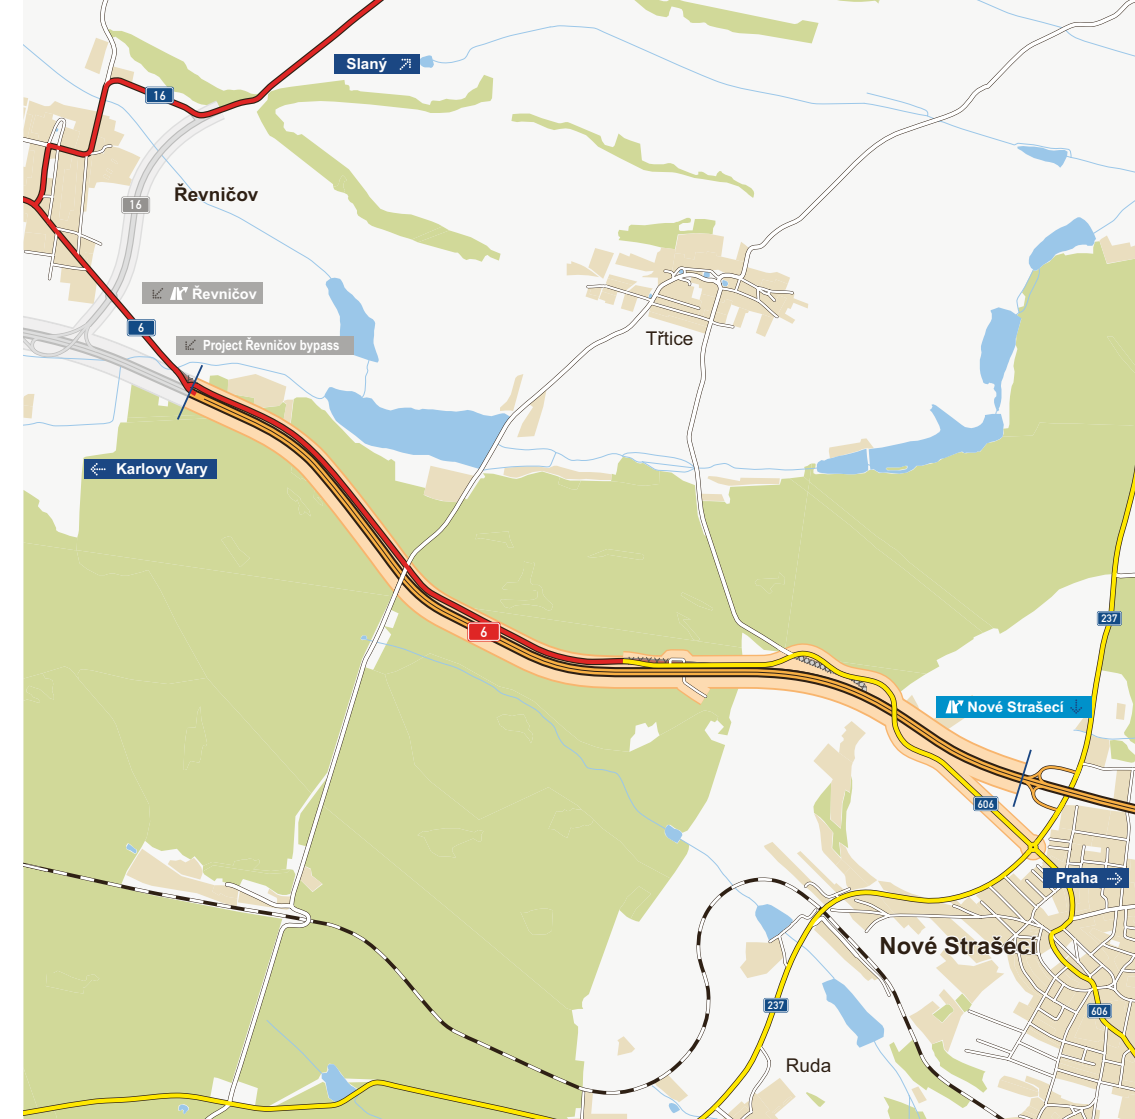 Slaný
16
Řevničov
16
Řevničov
6
Project Řevničov bypass
Třtice
Karlovy Vary
6
237
Nové Strašecí
606
Praha
Nové Strašecí
237
606
Ruda